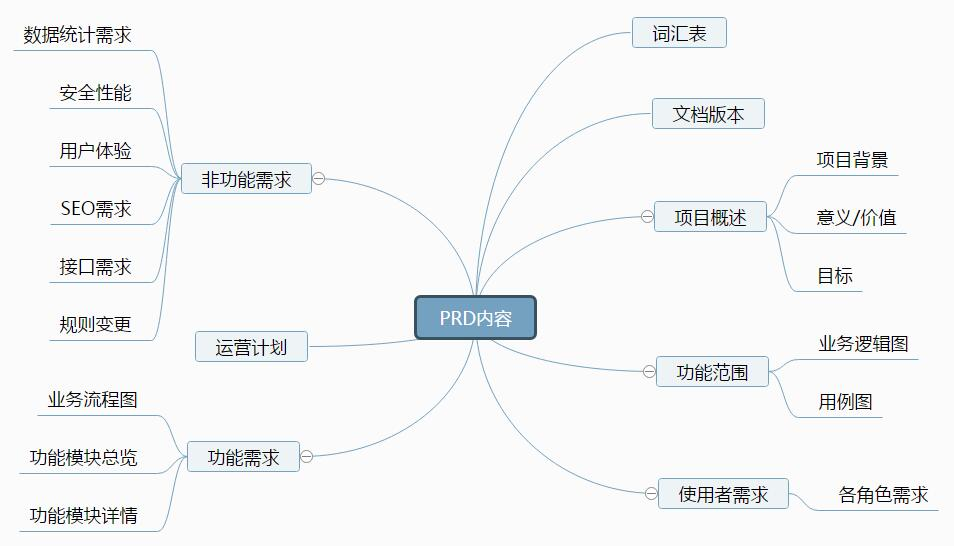 PRD内容
词汇表
文档版本
项目概述
项目背景
意义/价值
目标
功能范围
业务逻辑图
用例图
使用者需求
各角色需求
非功能需求
数据统计需求
安全性能
用户体验
SEO需求
接口需求
规则变更
运营计划
功能需求
业务流程图
功能模块总览
功能模块详情